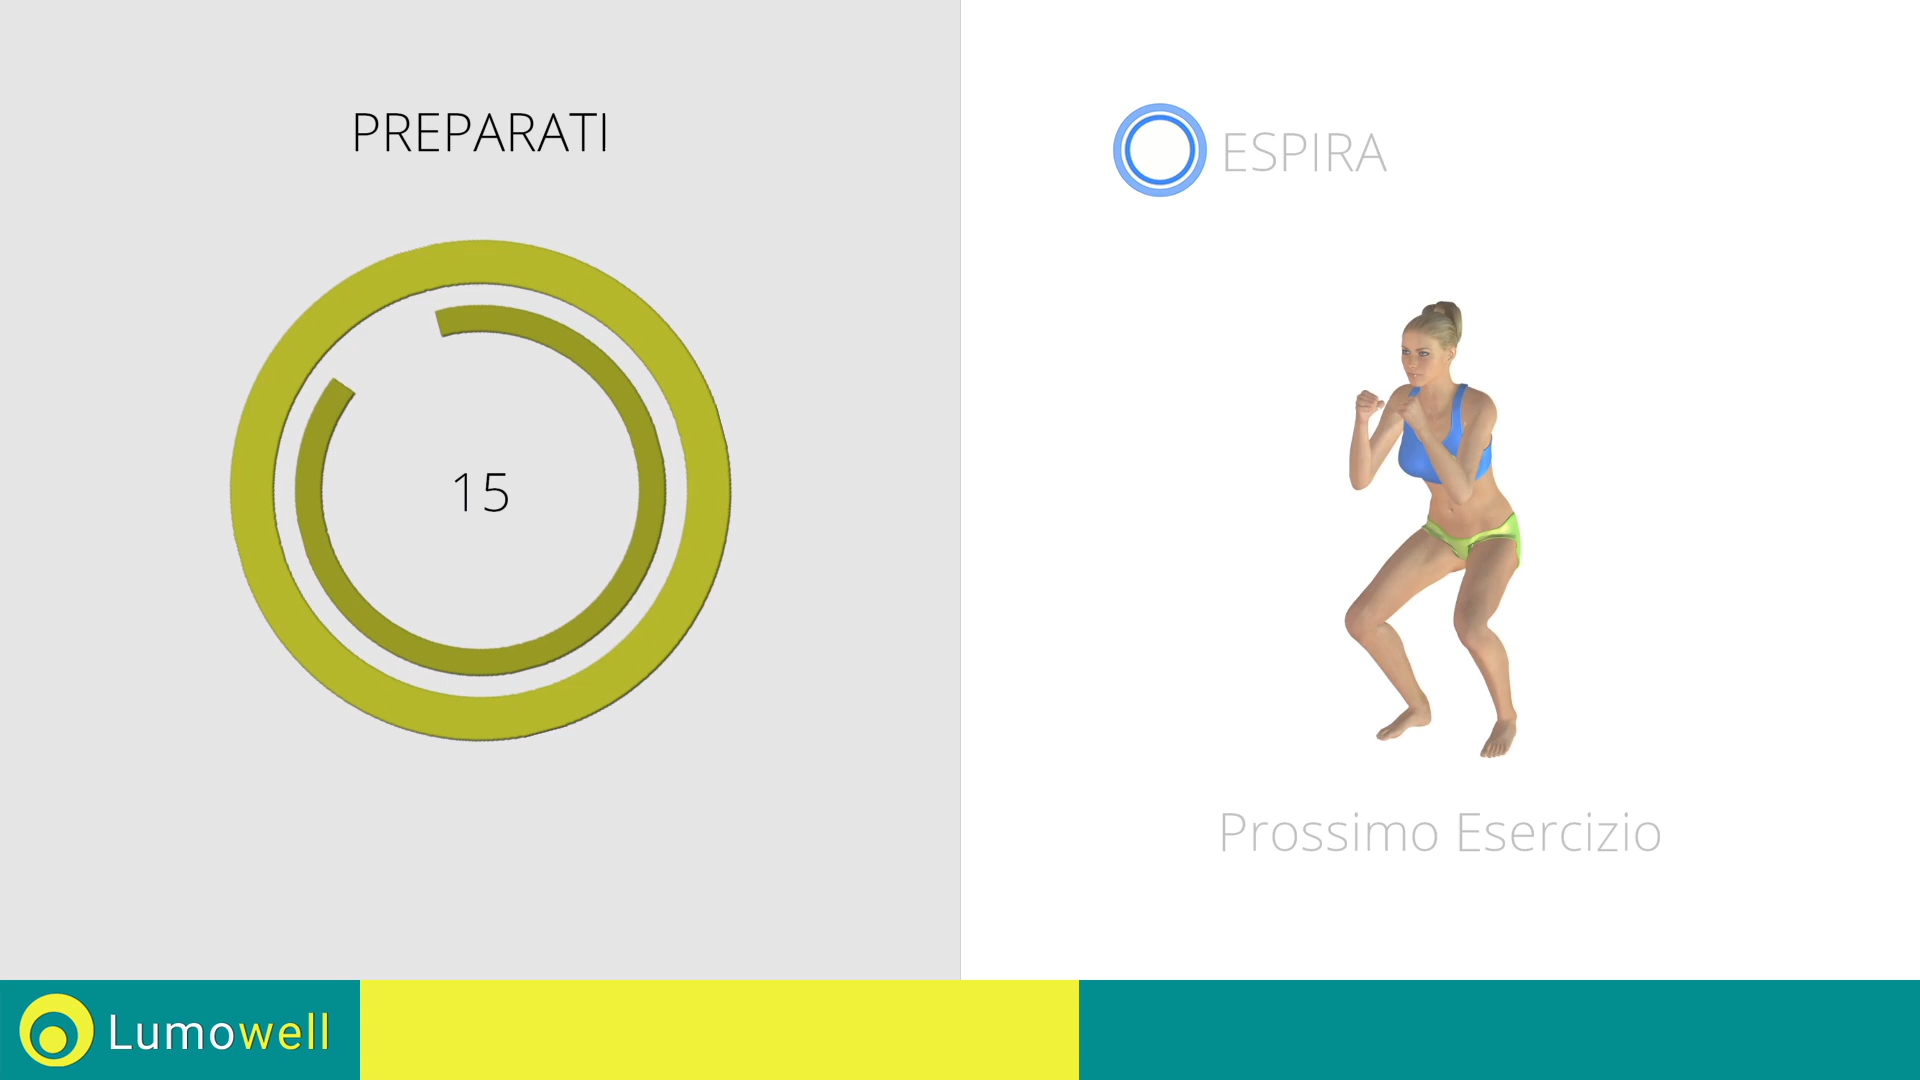 PREPARATI
15
ESPIRA
Prossimo Esercizio
Lumowell